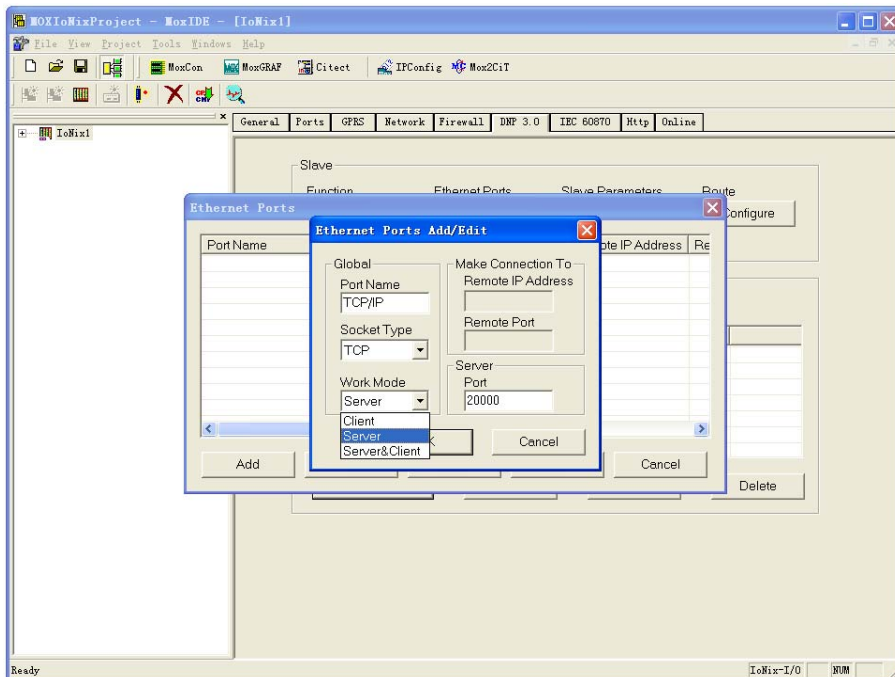 MOXIoNixProject - MoxIDE - [IoNix1]
File View Project Tools Windows Help
MoxCon MoxGRAF Citect IPConfig Mox2CiT
IoNix1
General Ports GPRS Network Firewall DNP 3.0 IEC 60870 Http Online
Slave
Function Ethernet Ports Slave Parameters Route
Configure
Ethernet Ports
Port Name IP Address Re
Ethernet Ports Add/Edit
Global
Port Name
TCP/IP
Socket Type
TCP
Work Mode
Server
Client
Server
Server&Client
Make Connection To
Remote IP Address
Remote Port
Server
Port
20000
Cancel
Add
Cancel
Delete
Ready
IoNix-I/O NUM